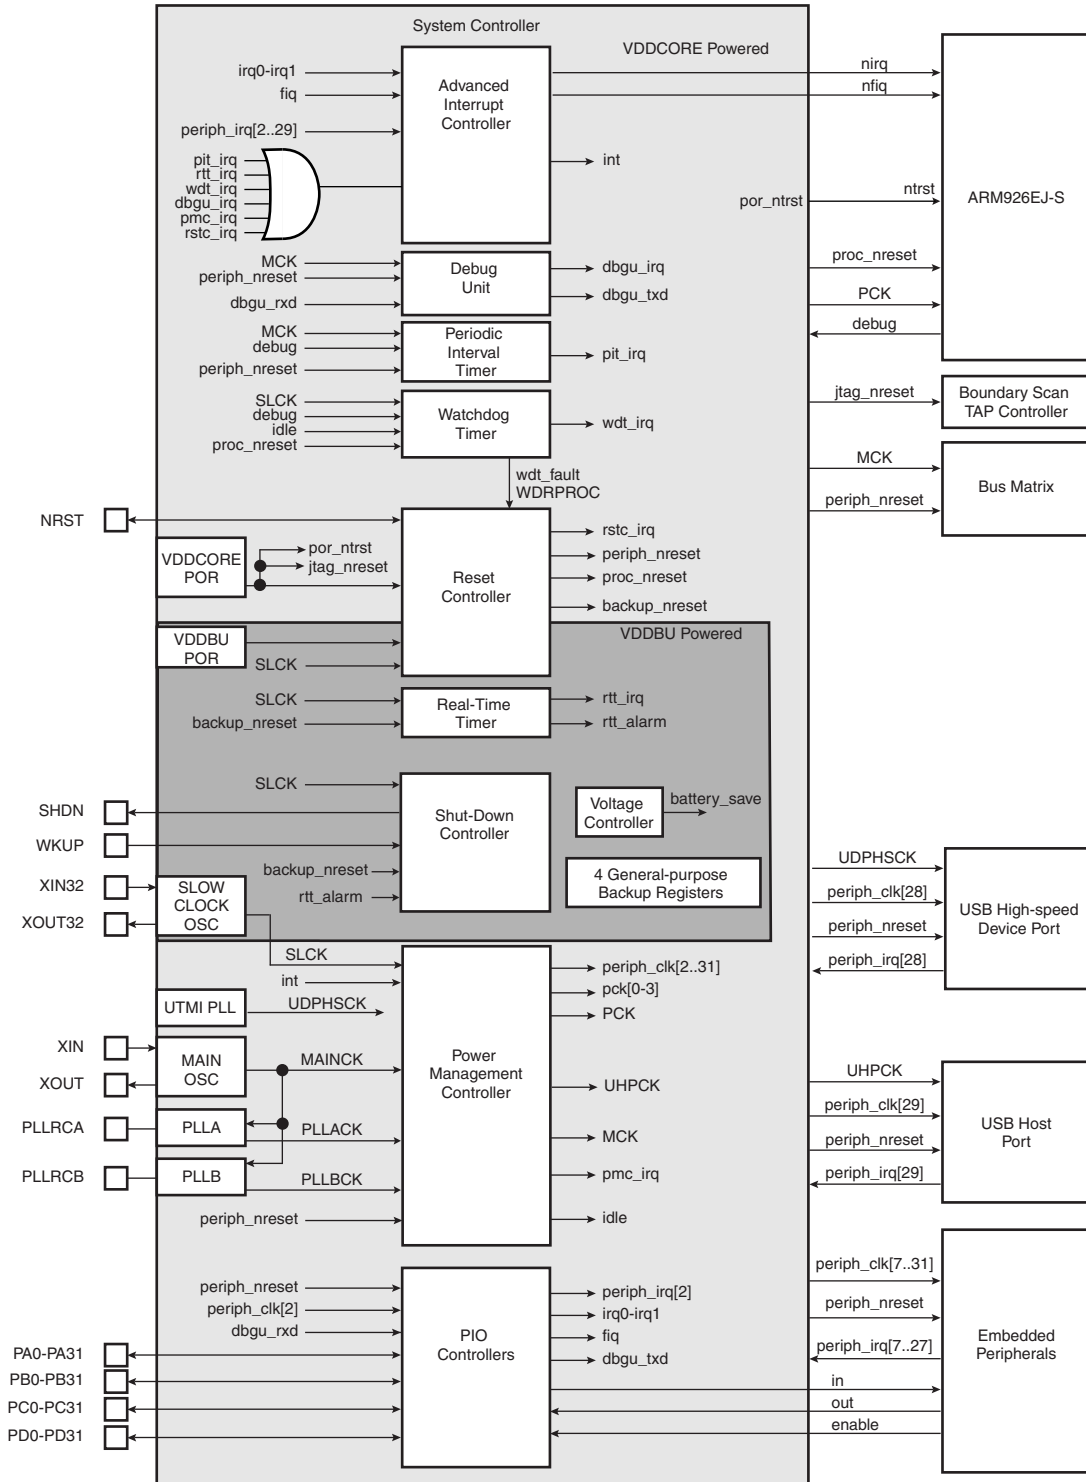 System Controller
VDDCORE Powered
irq0-irq1
fiq
periph_irq[2..29]
pit_irq
rtt_irq
wdt_irq
dbgu_irq
pmc_irq
rstc_irq
Advanced
Interrupt
Controller
int
nirq
nfiq
por_ntrst
ntrst
ARM926EJ-S
proc_nreset
PCK
debug
MCK
periph_nreset
dbgu_rxd
Debug
Unit
dbgu_irq
dbgu_txd
MCK
debug
periph_nreset
Periodic
Interval
Timer
pit_irq
SLCK
debug
idle
proc_nreset
Watchdog
Timer
wdt_irq
wdt_fault
WDRPROC
jtag_nreset
Boundary Scan
TAP Controller
MCK
periph_nreset
Bus Matrix
NRST
VDDCORE
POR
por_ntrst
jtag_nreset
Reset
Controller
rstc_irq
periph_nreset
proc_nreset
backup_nreset
VDDBU Powered
VDDBU
POR
SLCK
SLCK
backup_nreset
Real-Time
Timer
rtt_irq
rtt_alarm
SLCK
SHDN
WKUP
backup_nreset
rtt_alarm
Shut-Down
Controller
Voltage
Controller
battery_save
4 General-purpose
Backup Registers
XIN32
XOUT32
SLOW
CLOCK
OSC
UDPHSCK
periph_clk[28]
periph_nreset
periph_irq[28]
USB High-speed
Device Port
SLCK
int
UTMI PLL
UDPHSCK
XIN
XOUT
MAIN
OSC
MAINCK
PLLRCA
PLLA
PLLACK
PLLRCB
PLLB
PLLBCK
periph_nreset
Power
Management
Controller
periph_clk[2..31]
pck[0-3]
PCK
UHPCK
MCK
pmc_irq
idle
UHPCK
periph_clk[29]
periph_nreset
periph_irq[29]
USB Host
Port
periph_nreset
periph_clk[2]
dbgu_rxd
PA0-PA31
PB0-PB31
PC0-PC31
PD0-PD31
PIO
Controllers
periph_irq[2]
irq0-irq1
fiq
dbgu_txd
periph_clk[7..31]
periph_nreset
periph_irq[7..27]
in
out
enable
Embedded
Peripherals